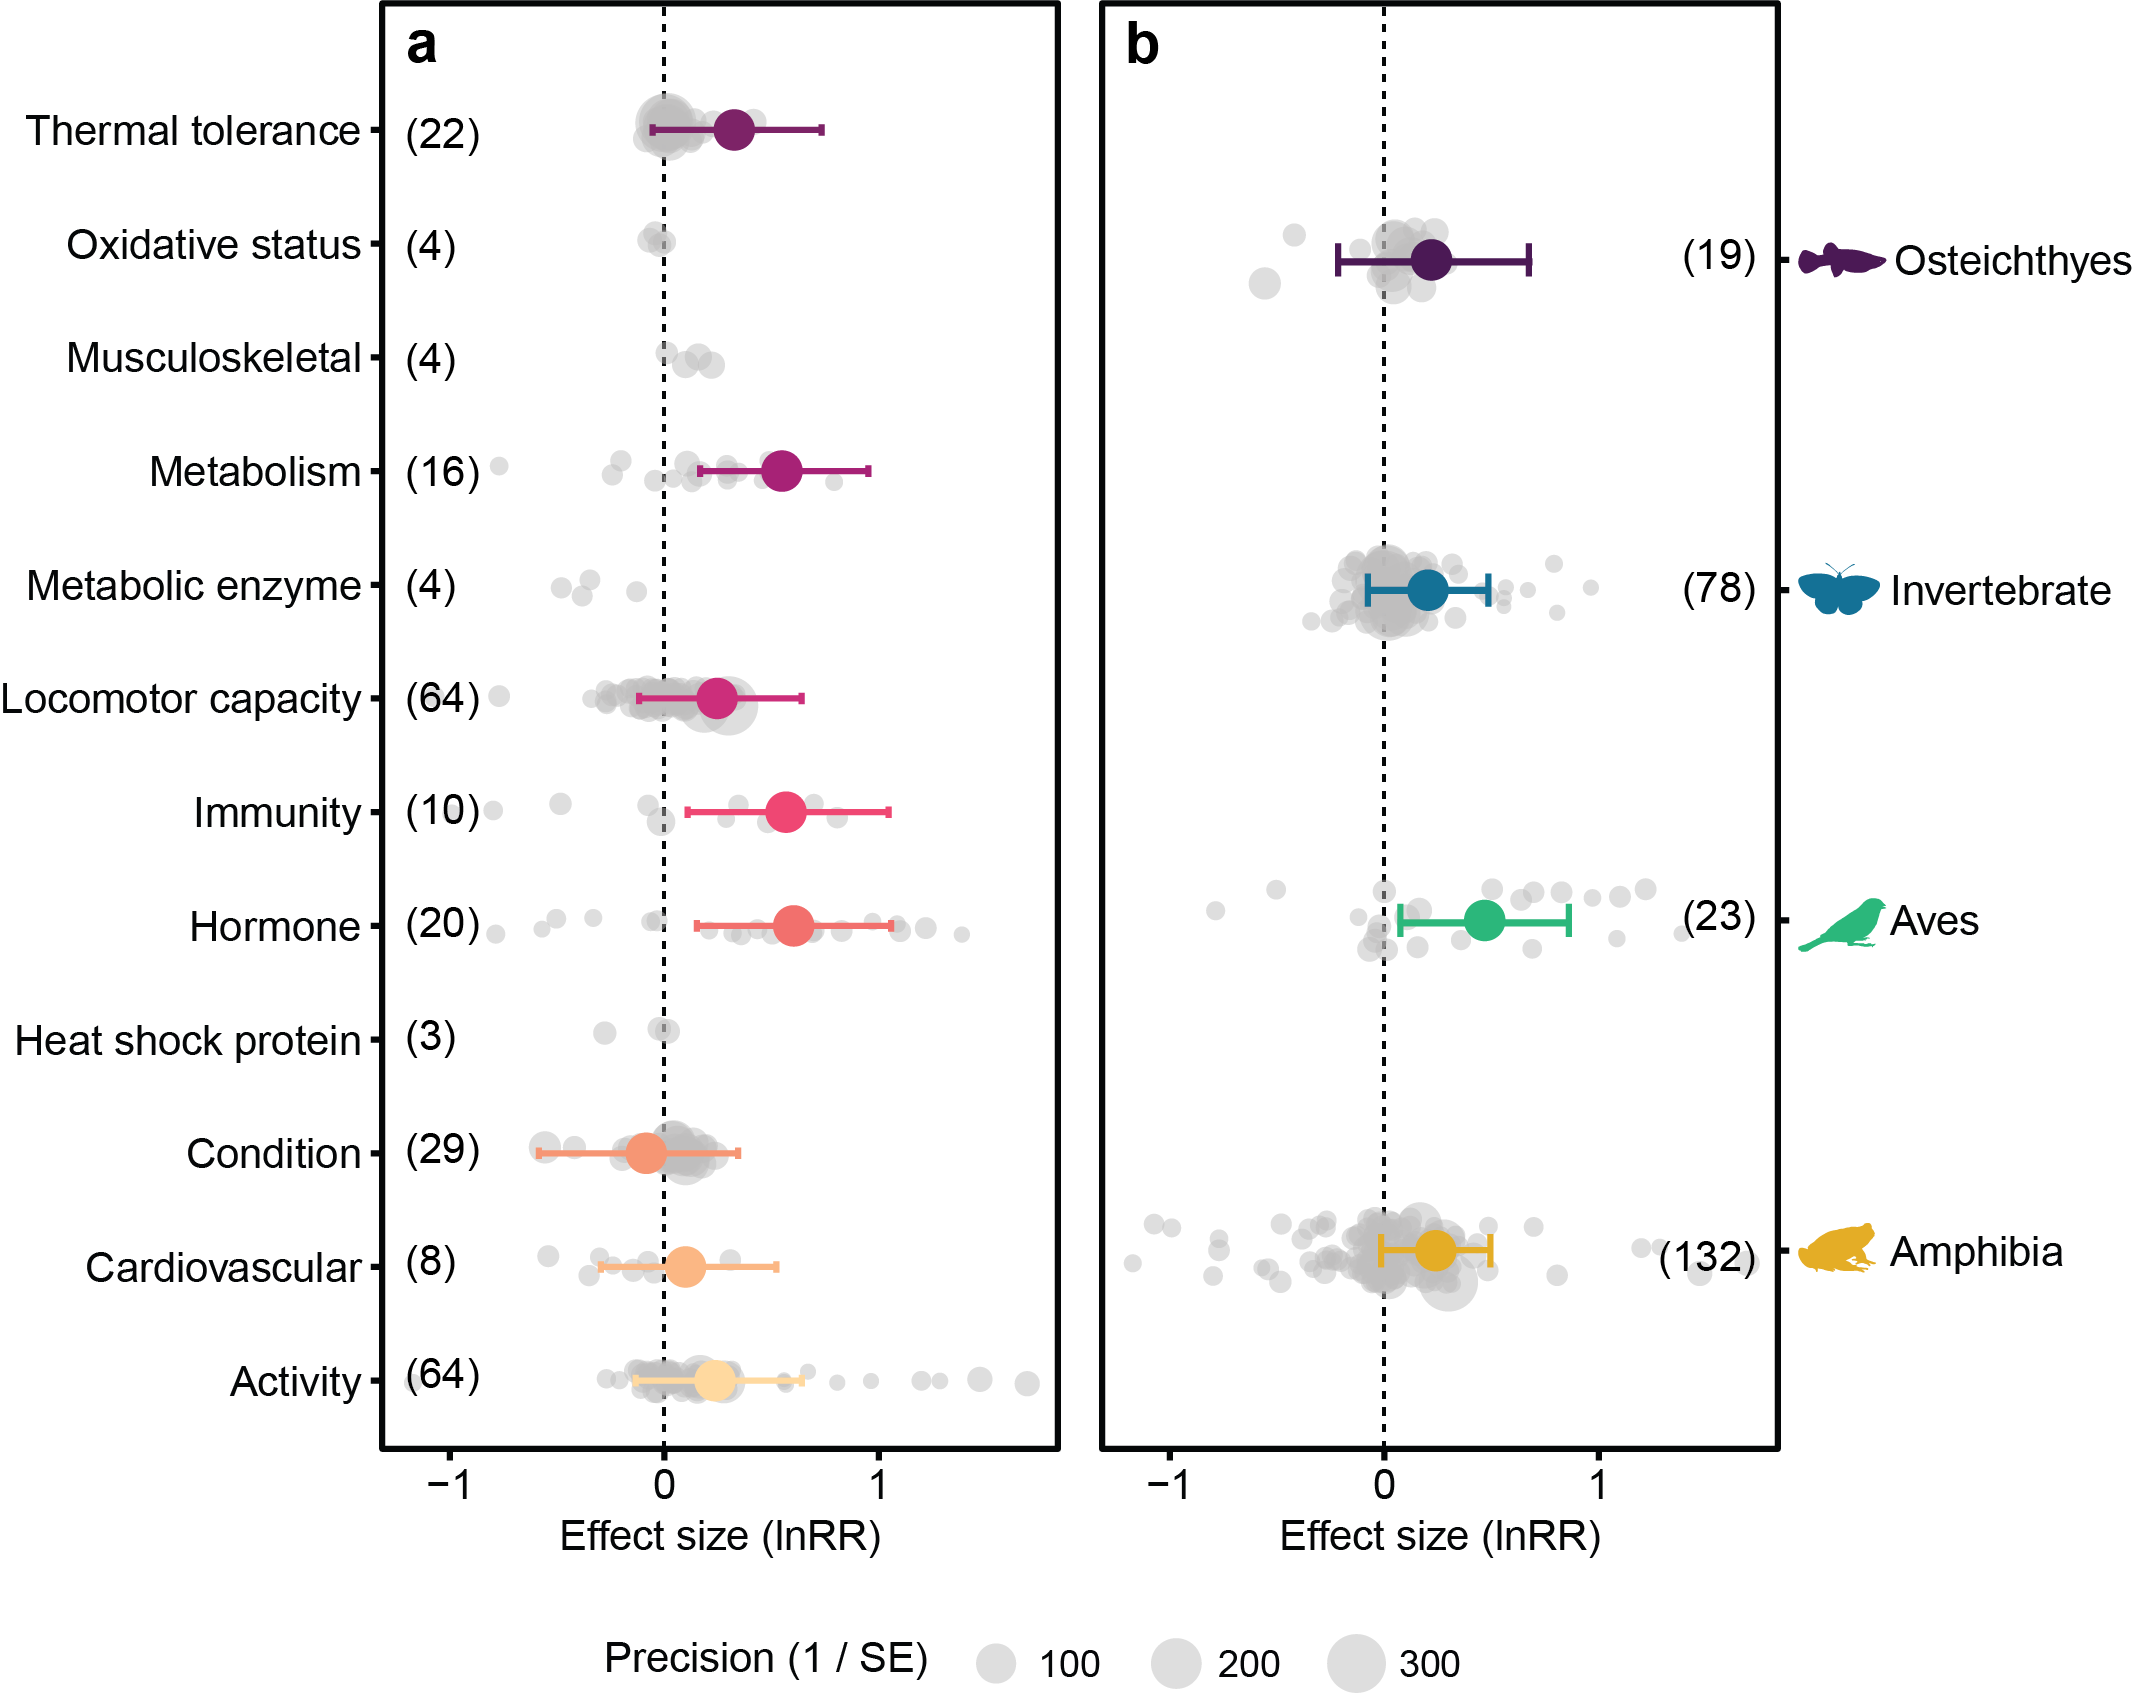 a
Thermal tolerance (22)
Oxidative status (4)
Musculoskeletal (4)
Metabolism (16)
Metabolic enzyme (4)
Locomotor capacity (64)
Immunity (10)
Hormone (20)
Heat shock protein (3)
Condition (29)
Cardiovascular (8)
Activity (64)
−1 0 1
Effect size (lnRR)
b
(19) Osteichthyes
(78) Invertebrate
(23) Aves
(132) Amphibia
−1 0 1
Effect size (lnRR)
Precision (1 / SE) 100 200 300